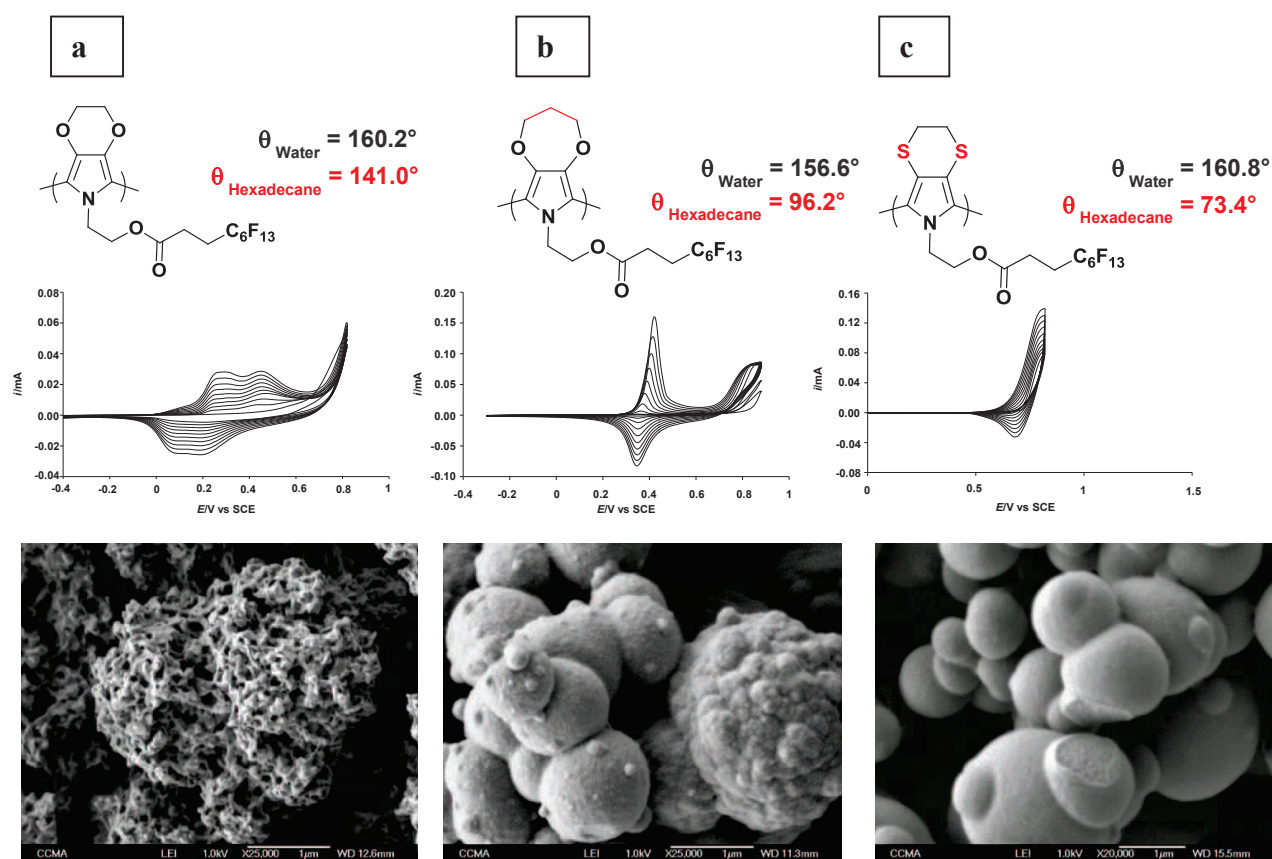 a
O O
N
O
O
C6F13
θ Water = 160.2°
θ Hexadecane = 141.0°
0.08
0.06
0.04
0.02
0.00
-0.02
-0.04
i/mA
-0.4 -0.2 0 0.2 0.4 0.6 0.8 1
E/V vs SCE
CCMA LEI 1.0kV X25,000 1µm WD 12.6mm
b
O O
N
O
O
C6F13
θ Water = 156.6°
θ Hexadecane = 96.2°
0.20
0.15
0.10
0.05
0.00
-0.05
-0.10
i/mA
-0.4 -0.2 0 0.2 0.4 0.6 0.8 1
E/V vs SCE
CCMA LEI 1.0kV X25,000 1µm WD 11.3mm
c
S S
N
O
O
C6F13
θ Water = 160.8°
θ Hexadecane = 73.4°
0.16
0.12
0.08
0.04
0.00
-0.04
-0.08
i/mA
0 0.5 1 1.5
E/V vs SCE
CCMA LEI 1.0kV X20,000 1µm WD 15.5mm